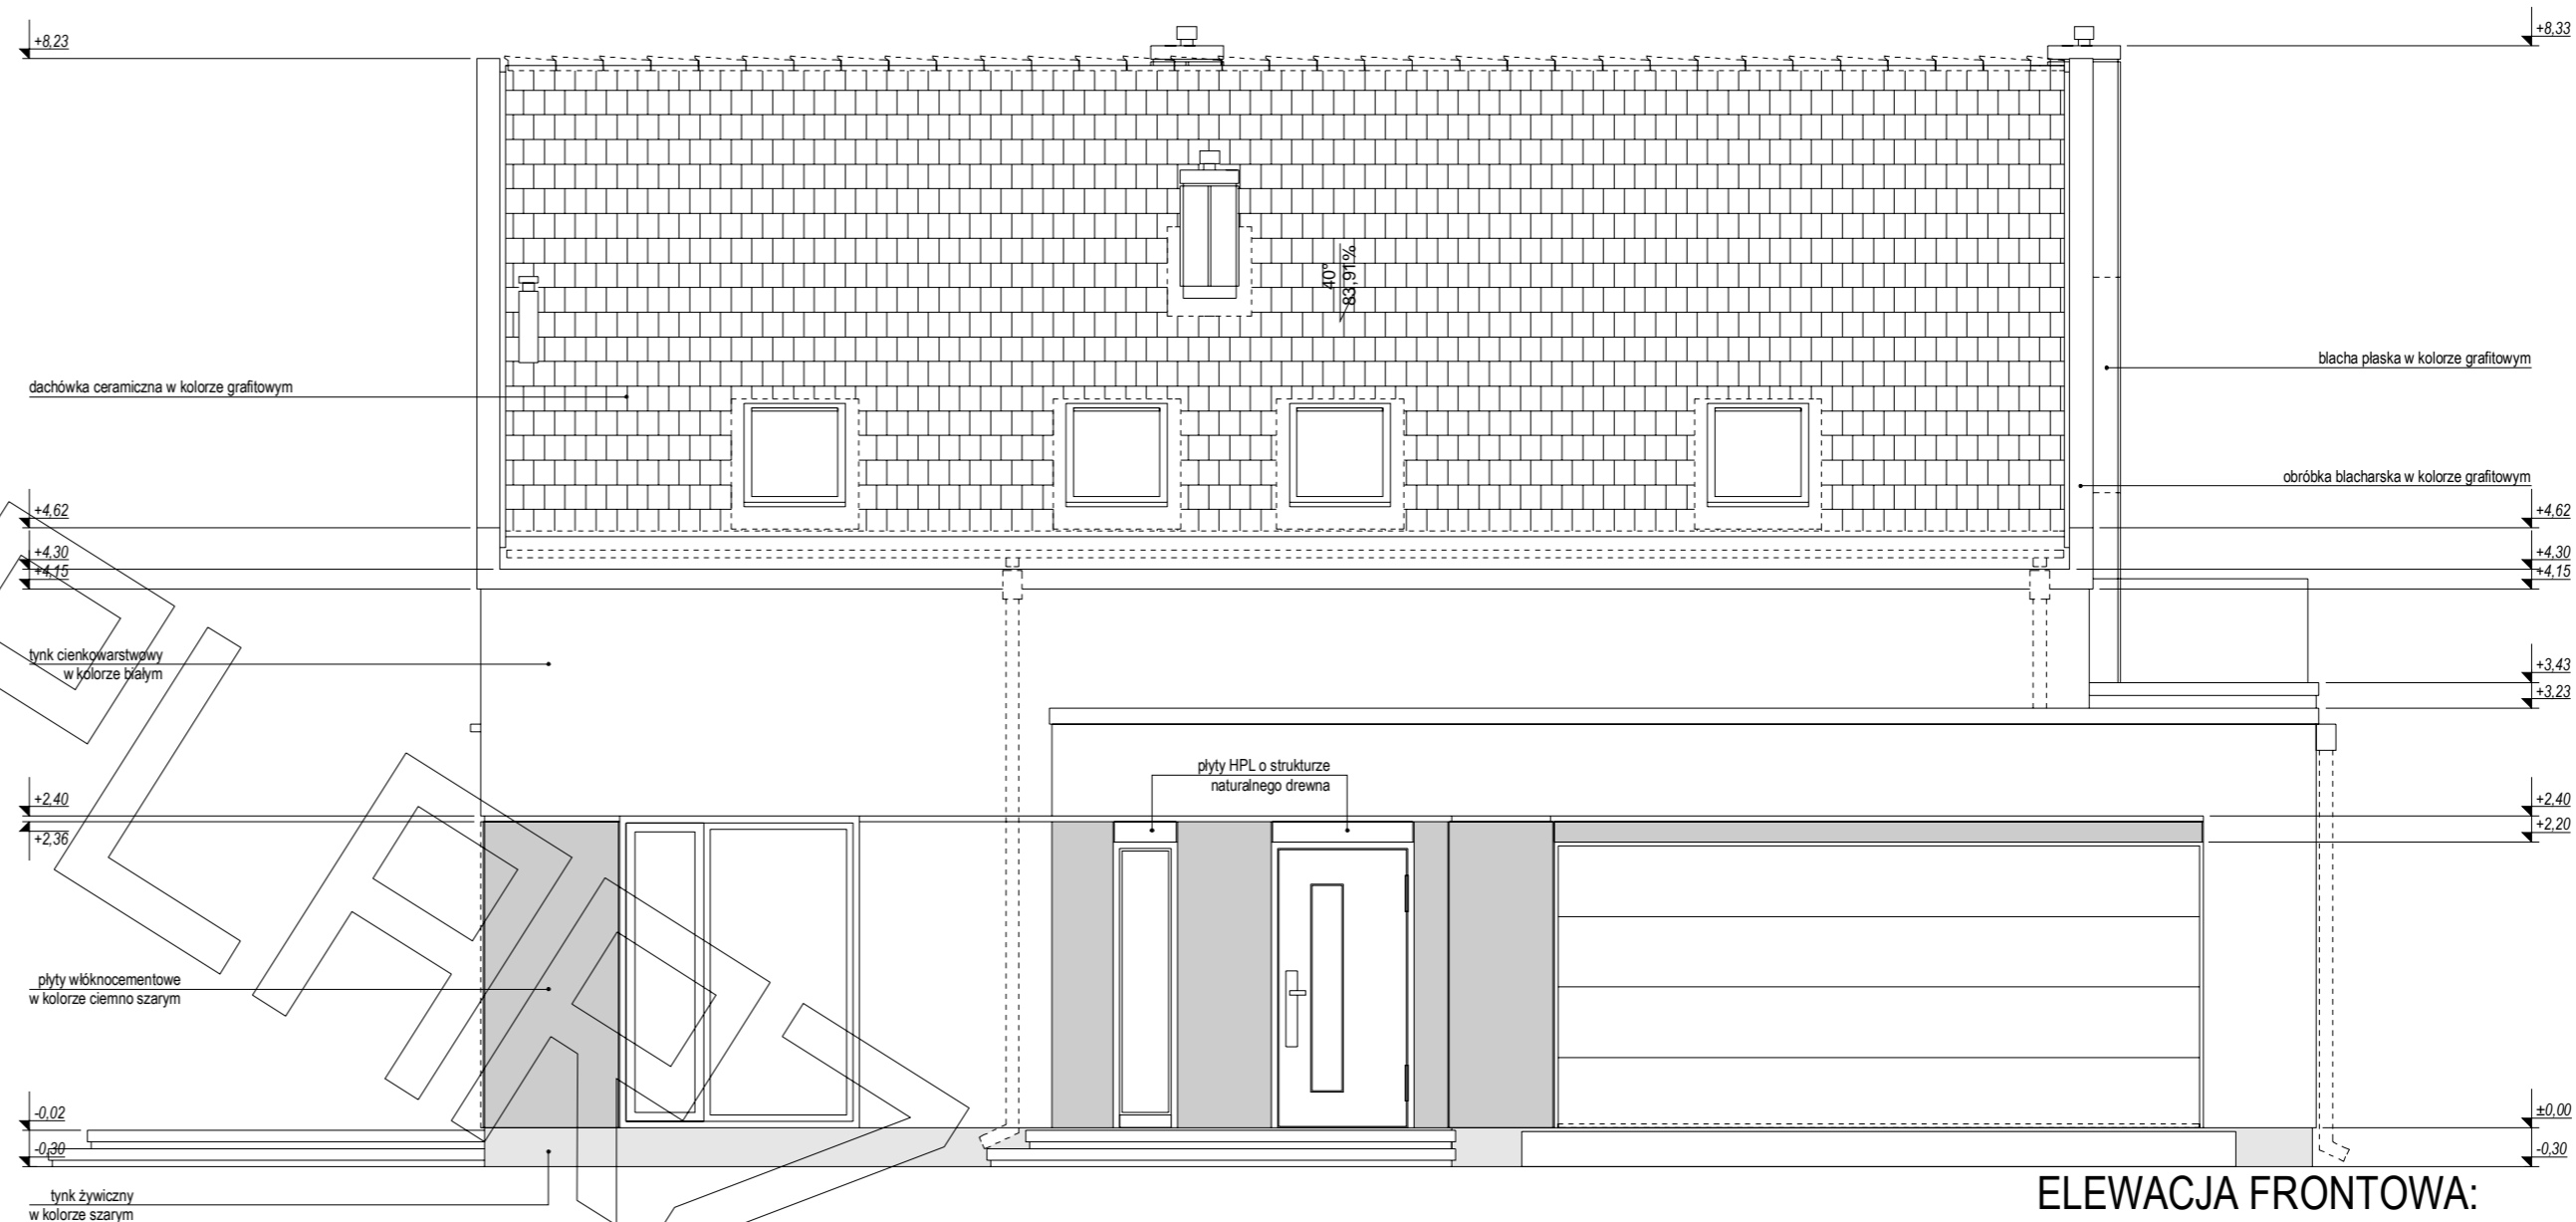 +8,23
+8,33
40°
83,91%
dachówka ceramiczna w kolorze grafitowym
blacha płaska w kolorze grafitowym
obróbka blacharska w kolorze grafitowym
+4,62
+4,30
+4,15
+4,62
+4,30
+4,15
tynk cienkowarstwowy
w kolorze białym
+3,43
+3,23
płyty HPL o strukturze
naturalnego drewna
+2,40
+2,36
+2,40
+2,20
płyty włóknocementowe
w kolorze ciemno szarym
-0,02
-0,30
±0,00
-0,30
tynk żywiczny
w kolorze szarym
ELEWACJA FRONTOWA: